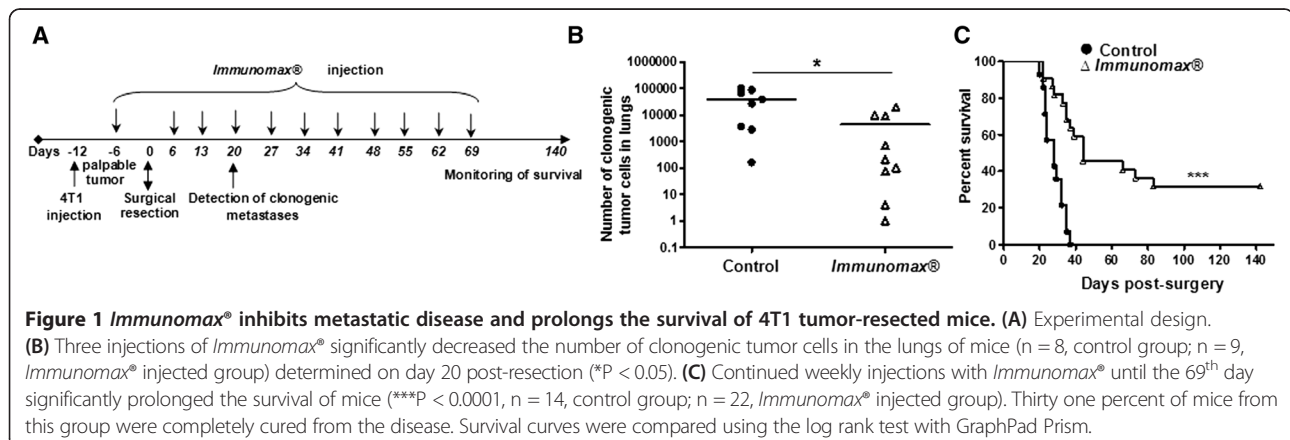 A
Immunomax® injection
Days -12 -6 0 6 13 20 27 34 41 48 55 62 69 140
palpable
tumor
4T1
injection
Surgical
resection
Detection of clonogenic
metastases
Monitoring of survival
B
Number of clonogenic
tumor cells in lungs
1000000
100000
10000
1000
100
10
1
0.1
*
Control Immunomax®
C
Control
Immunomax®
Percent survival
100
80
60
40
20
0
***
0 20 40 60 80 100 120 140
Days post-surgery
Figure 1 Immunomax® inhibits metastatic disease and prolongs the survival of 4T1 tumor-resected mice. (A) Experimental design.
(B) Three injections of Immunomax® significantly decreased the number of clonogenic tumor cells in the lungs of mice (n = 8, control group; n = 9,
Immunomax® injected group) determined on day 20 post-resection (*P < 0.05). (C) Continued weekly injections with Immunomax® until the 69th day
significantly prolonged the survival of mice (***P < 0.0001, n = 14, control group; n = 22, Immunomax® injected group). Thirty one percent of mice from
this group were completely cured from the disease. Survival curves were compared using the log rank test with GraphPad Prism.